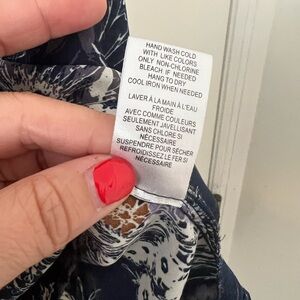 HAND WASH COLD
WITH LIKE COLORS
ONLY NON-CHLORINE
BLEACH IF NEEDED
HANG TO DRY
COOL IRON WHEN NEEDED
LAVER À LA MAIN À L'EAU
FROIDE
AVEC COMME COULEURS
SEULEMENT JAVELLISANT
SANS CHLORE SI
NÉCESSAIRE
SUSPENDRE POUR SÉCHER
REFROIDISSEZ LE FER SI
NÉCESSAIRE